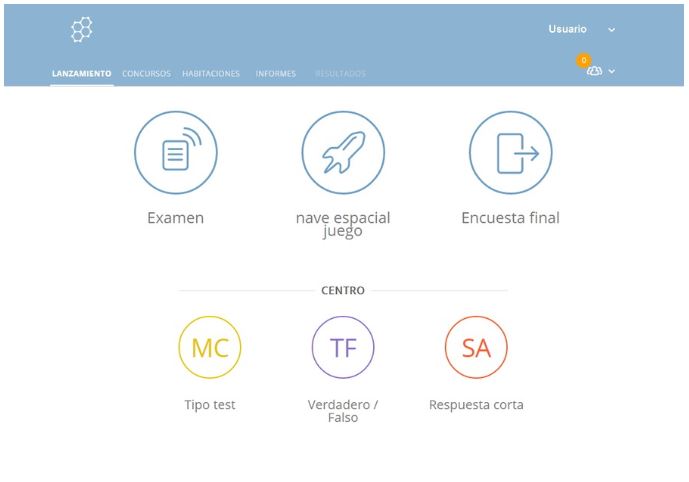 Usuario
0
LANZAMIENTO CONCURSOS HABITACIONES INFORMES RESULTADOS
Examen
nave espacial
juego
Encuesta final
CENTRO
MC
TF
SA
Tipo test
Verdadero /
Falso
Respuesta corta